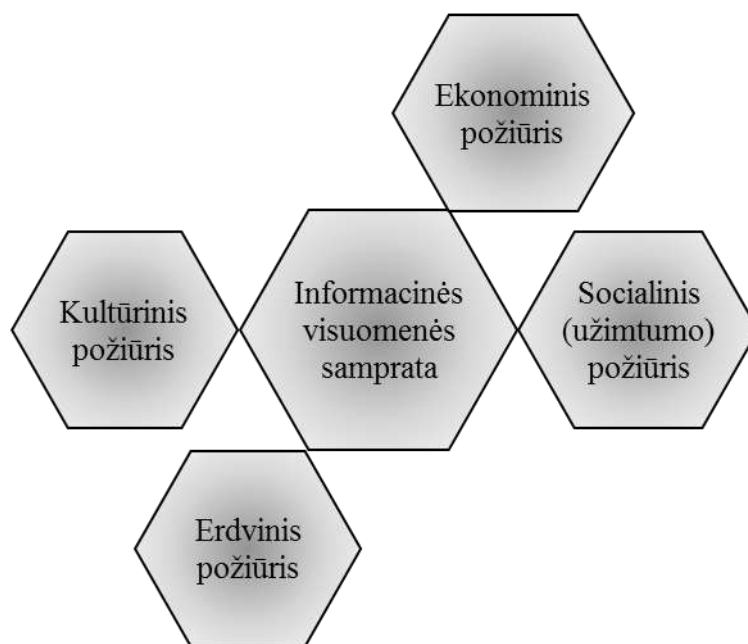 Ekonominis
požiūris
Kultūrinis
požiūris
Informacinės
visuomenės
samprata
Socialinis
(užimtumo)
požiūris
Erdvinis
požiūris